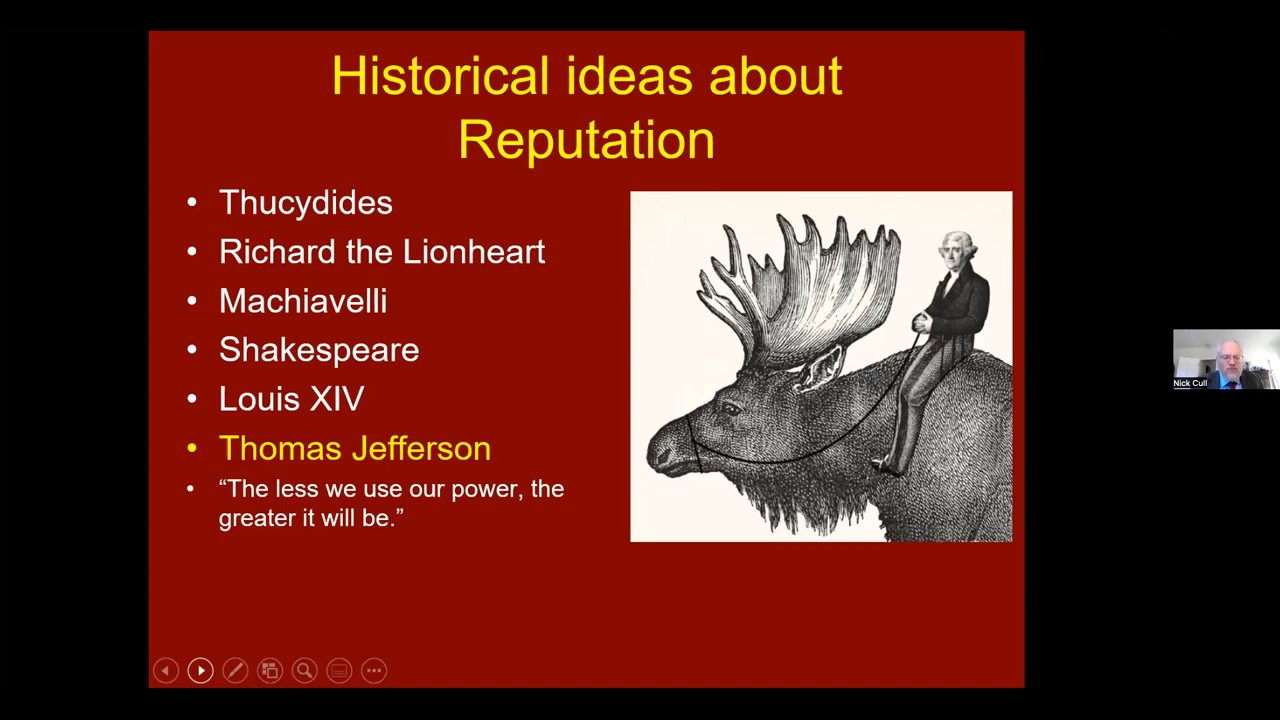 Historical ideas about
Reputation
• Thucydides
• Richard the Lionheart
• Machiavelli
• Shakespeare
• Louis XIV
• Thomas Jefferson
• “The less we use our power, the
greater it will be.”
Nick Cull